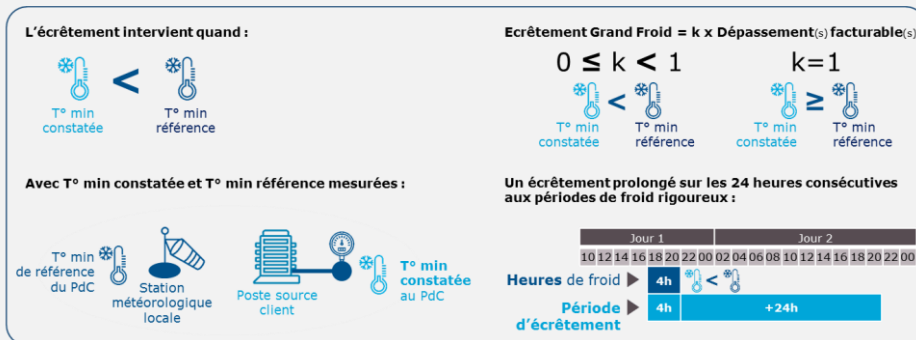 L'écrêtement intervient quand :
<
T° min
constatée
T° min
référence
Ecrêtement Grand Froid = k x Dépassement(s) facturable(s)
0 ≤ k < 1
k=1
<
T° min
constatée
T° min
référence
≥
T° min
constatée
T° min
référence
Avec T° min constatée et T° min référence mesurées :
T° min
de référence
du PdC
Station
météorologique
locale
Poste source
client
T° min
constatée
au PdC
Un écrêtement prolongé sur les 24 heures consécutives
aux périodes de froid rigoureux :
Jour 1
Jour 2
10 12 14 16 18 20 22 00 02 04 06 08 10 12 14 16 18 20 22 00
Heures de froid
4h
<
Période
d'écrêtement
4h
+24h